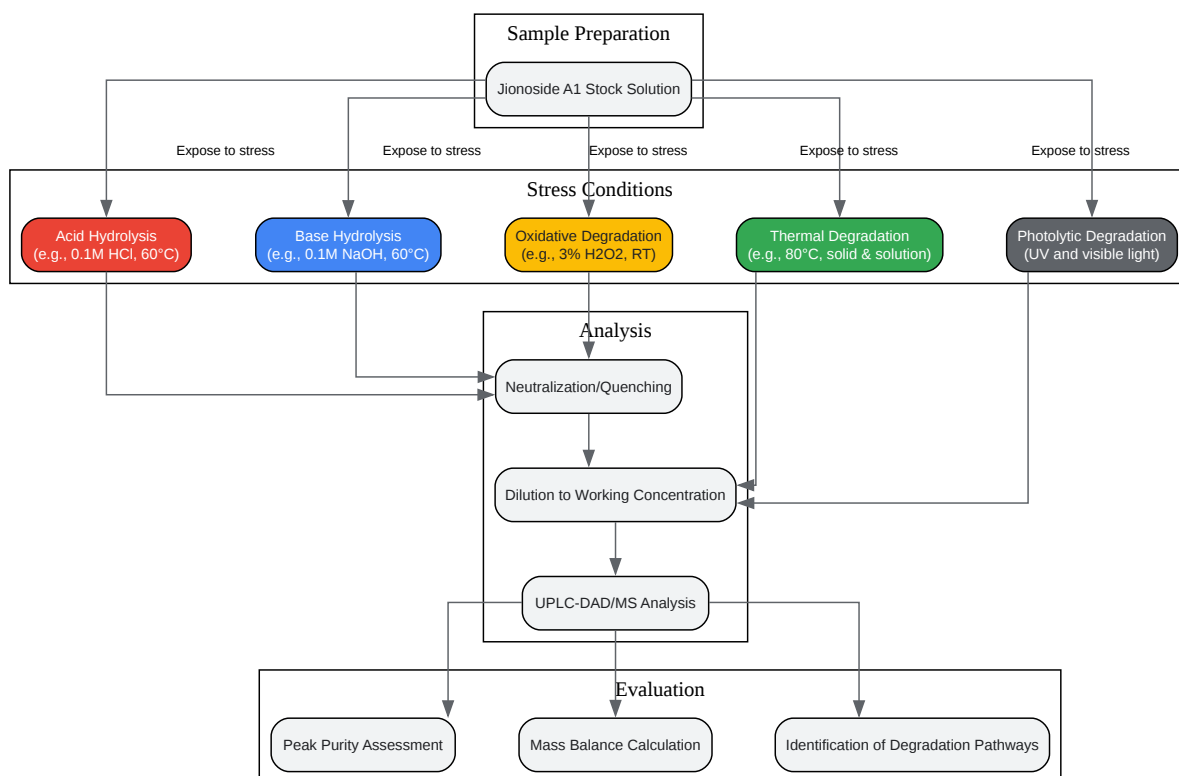 Sample Preparation
Jionoside A1 Stock Solution
Expose to stress
Expose to stress
Expose to stress
Expose to stress
Expose to stress
Stress Conditions
Acid Hydrolysis
(e.g., 0.1M HCl, 60°C)
Base Hydrolysis
(e.g., 0.1M NaOH, 60°C)
Oxidative Degradation
(e.g., 3% H2O2, RT)
Thermal Degradation
(e.g., 80°C, solid & solution)
Photolytic Degradation
(UV and visible light)
Analysis
Neutralization/Quenching
Dilution to Working Concentration
UPLC-DAD/MS Analysis
Evaluation
Peak Purity Assessment
Mass Balance Calculation
Identification of Degradation Pathways